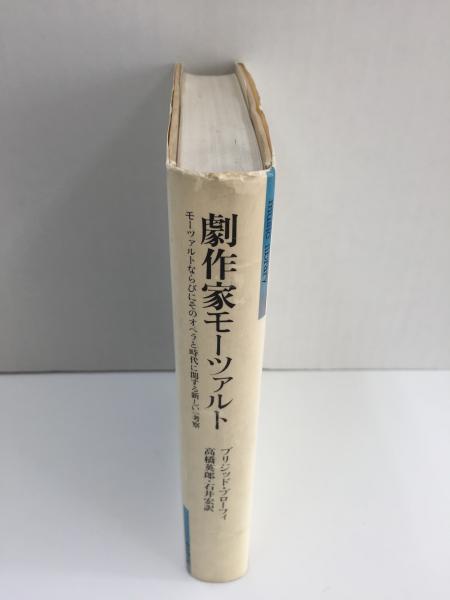 劇作家モーツァルト
モーツァルトならびにそのオペラと時代に関する新しい考察
ブリジッド・ブローフィ
高橋英郎・石井宏訳
music library